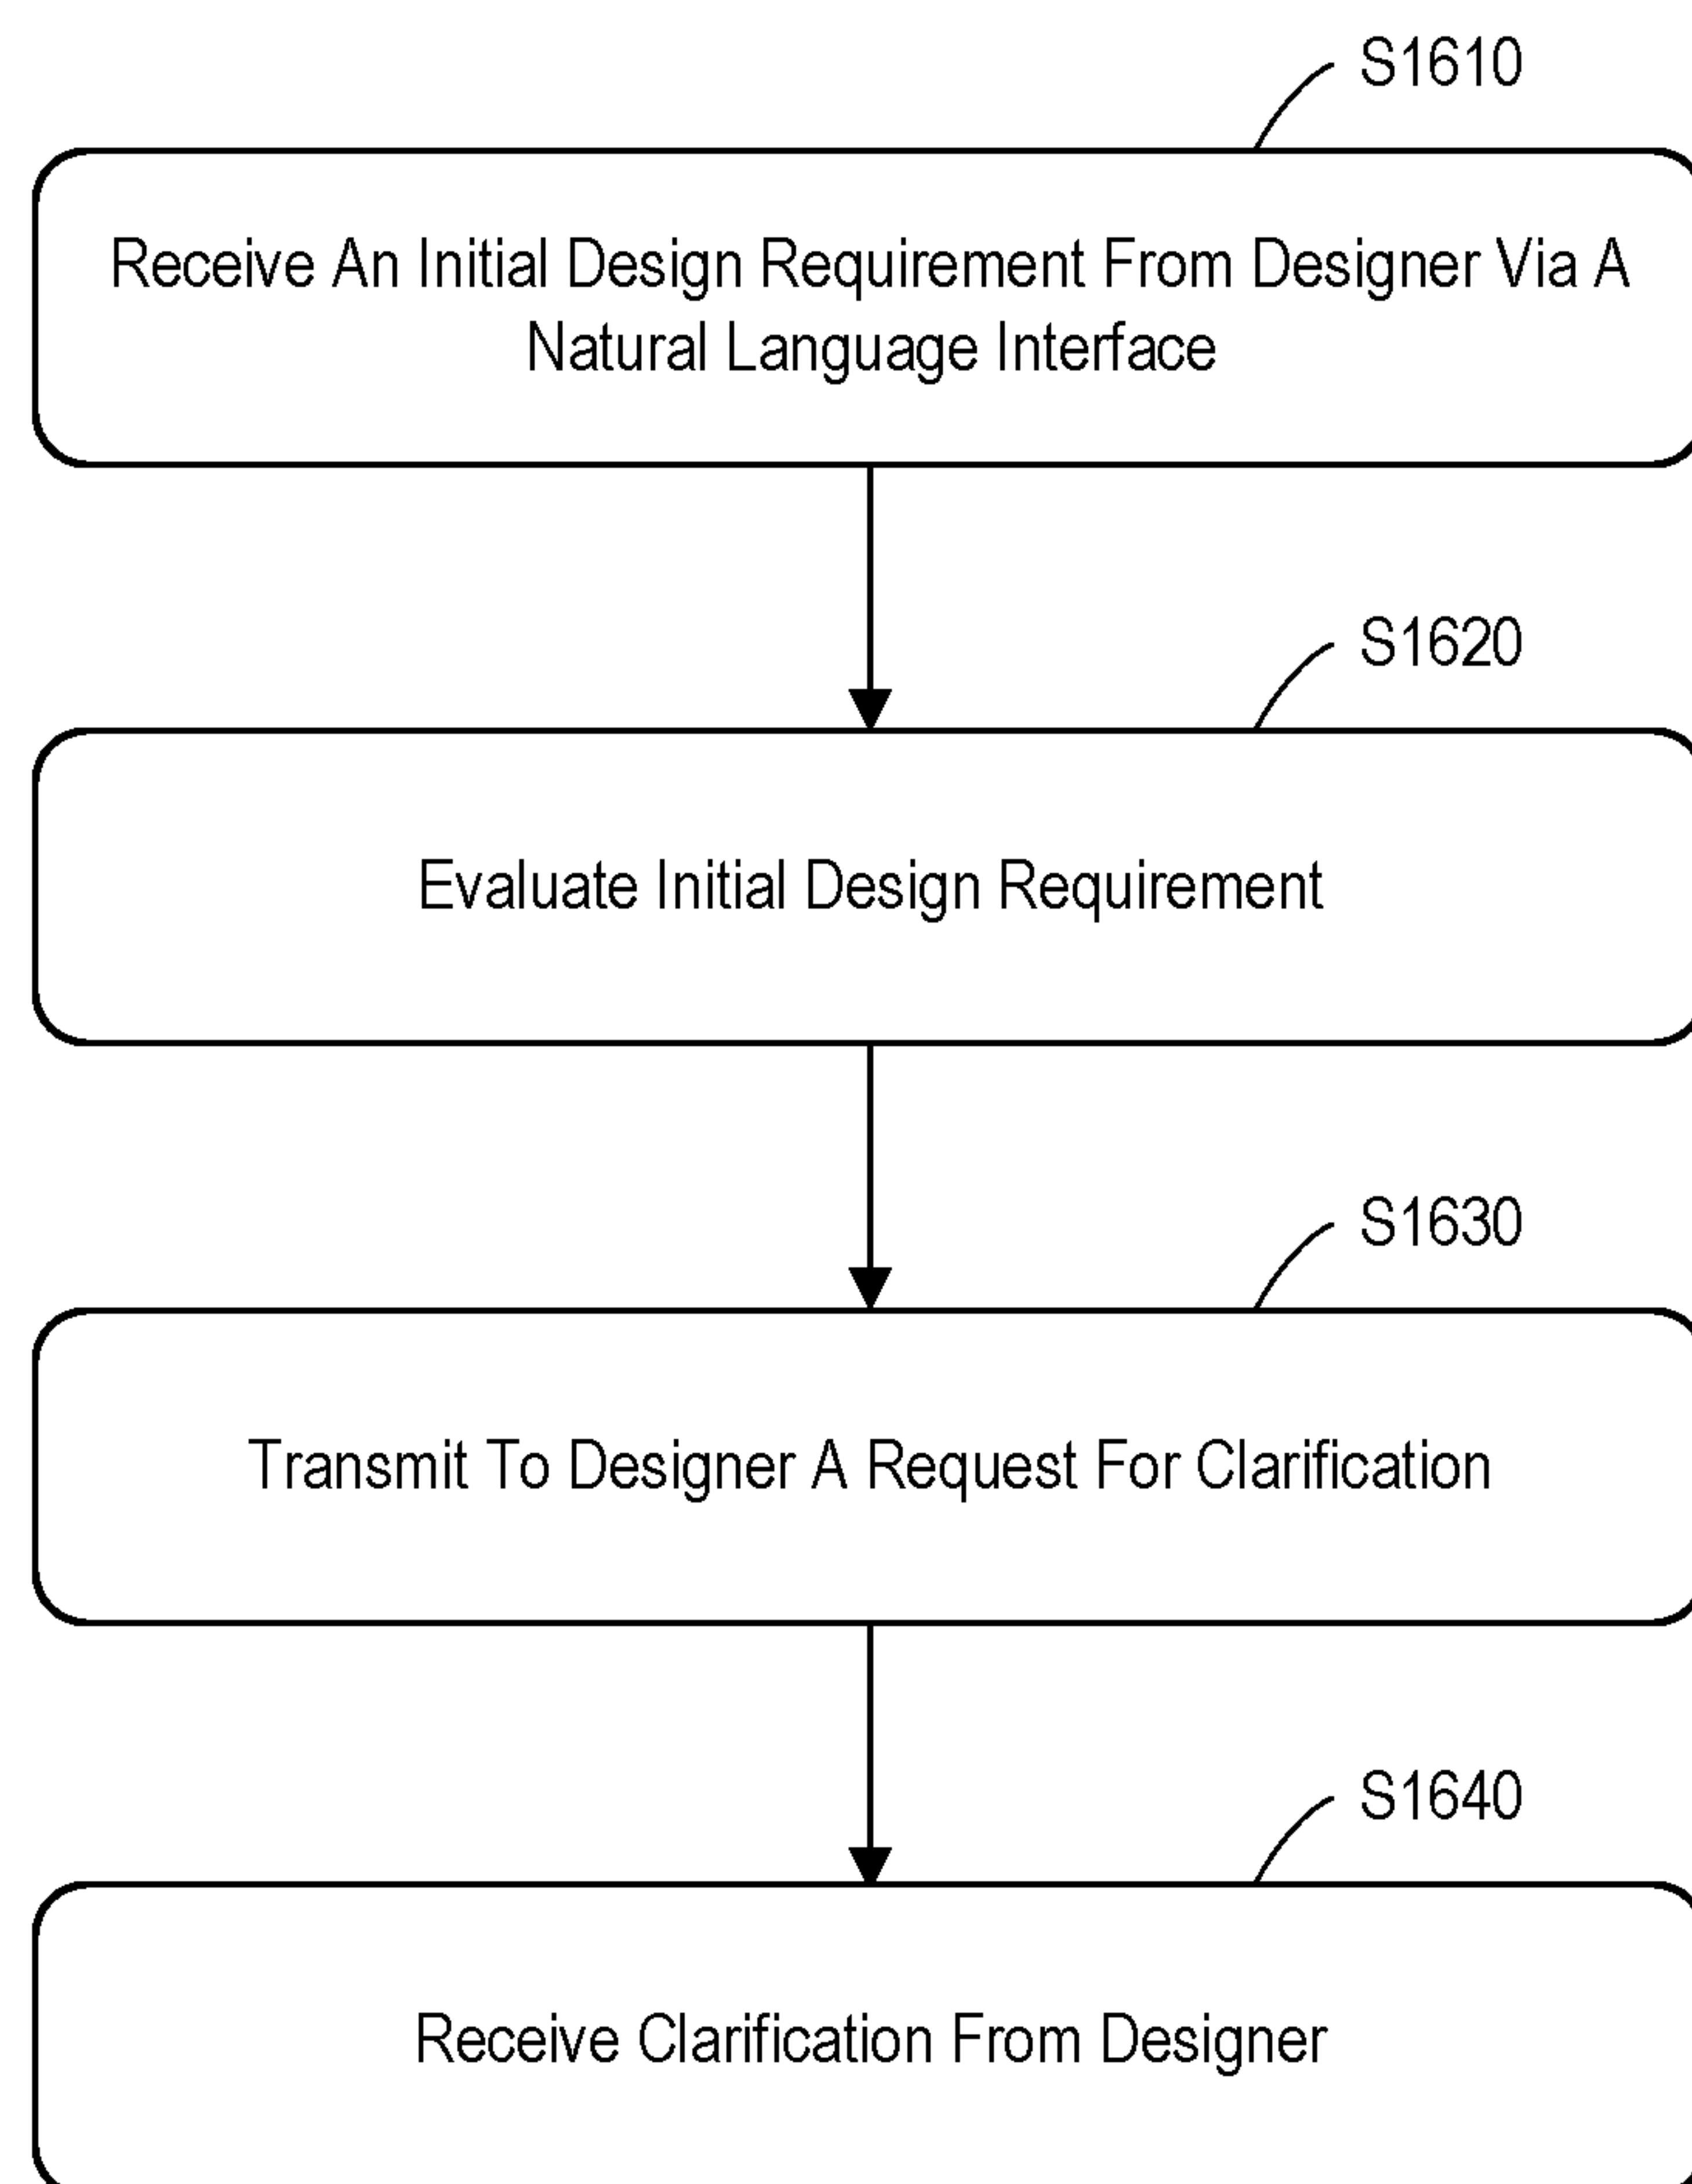 S1610
Receive An Initial Design Requirement From Designer Via A
Natural Language Interface
S1620
Evaluate Initial Design Requirement
S1630
Transmit To Designer A Request For Clarification
S1640
Receive Clarification From Designer